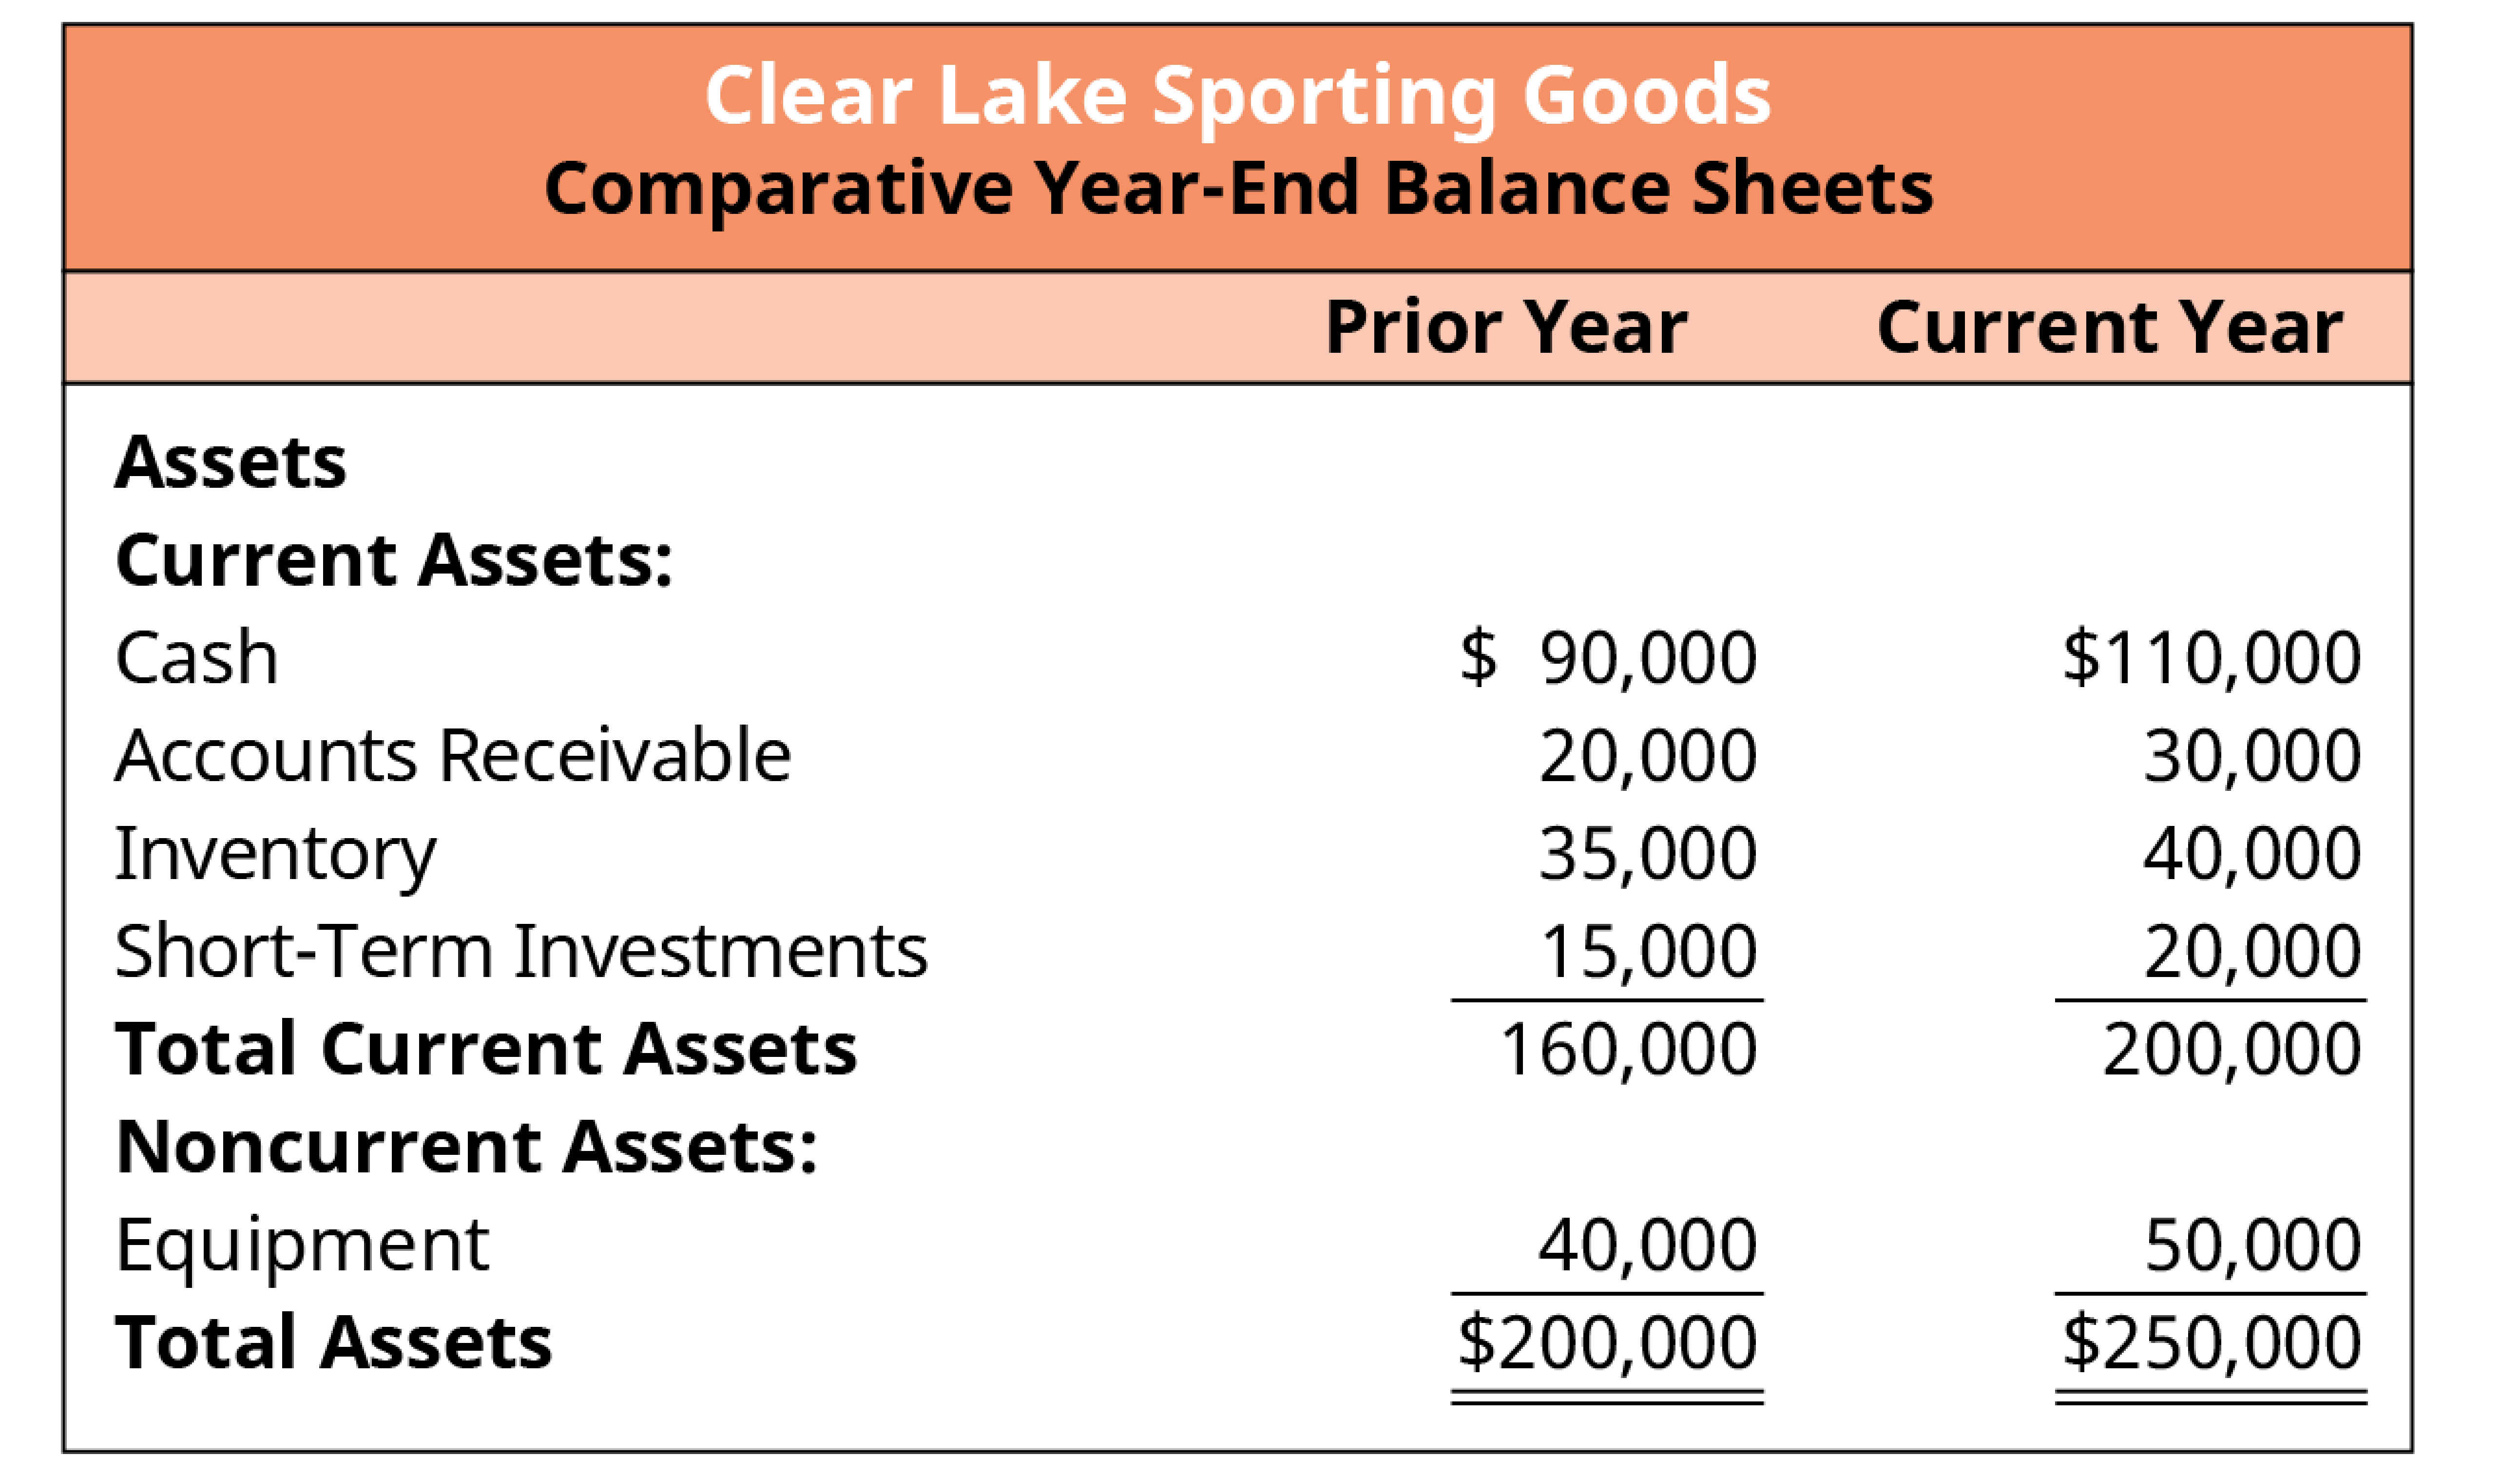 Clear Lake Sporting Goods
Comparative Year-End Balance Sheets
Prior Year Current Year
Assets
Current Assets:
Cash $ 90,000 $110,000
Accounts Receivable 20,000 30,000
Inventory 35,000 40,000
Short-Term Investments 15,000 20,000
Total Current Assets 160,000 200,000
Noncurrent Assets:
Equipment 40,000 50,000
Total Assets $200,000 $250,000